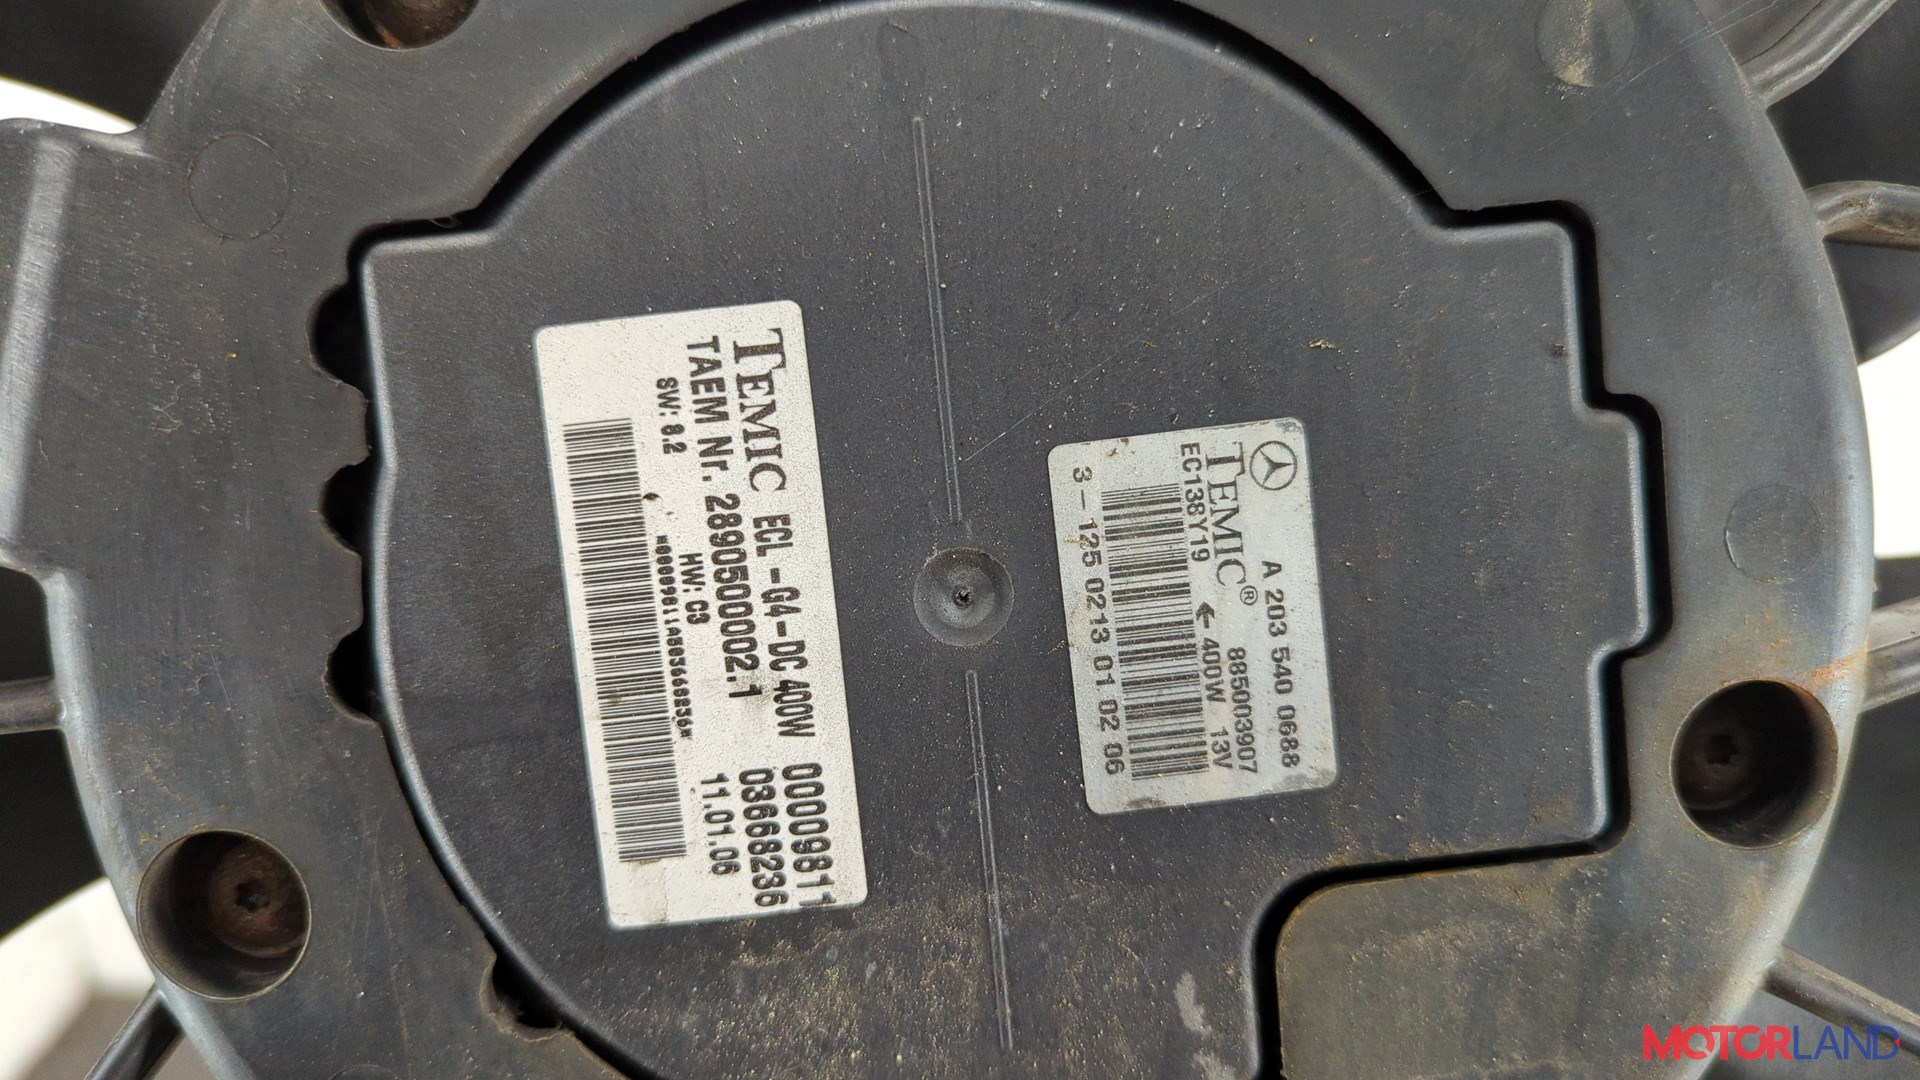 TEMIC ECL-G4-DC 400W 00009811
TAEM Nr. 2890500002.1 03668236
SW: 8.2 HW: C3 11.01.06
A 203 540 0688
TEMIC® 885003907
EC138Y19 ← 400W 13V
3-125 0213 01 02 06
MOTORLAND